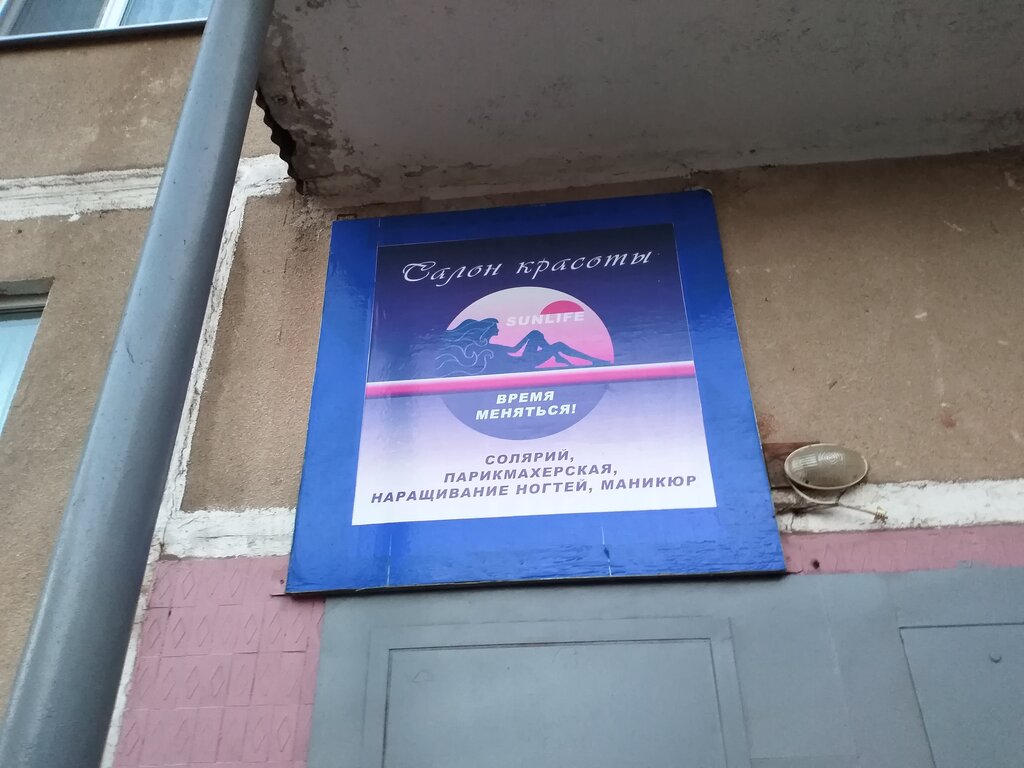 Салон красоты
SUNLIFE
ВРЕМЯ
МЕНЯТЬСЯ!
СОЛЯРИЙ,
ПАРИКМАХЕРСКАЯ,
НАРАЩИВАНИЕ НОГТЕЙ, МАНИКЮР